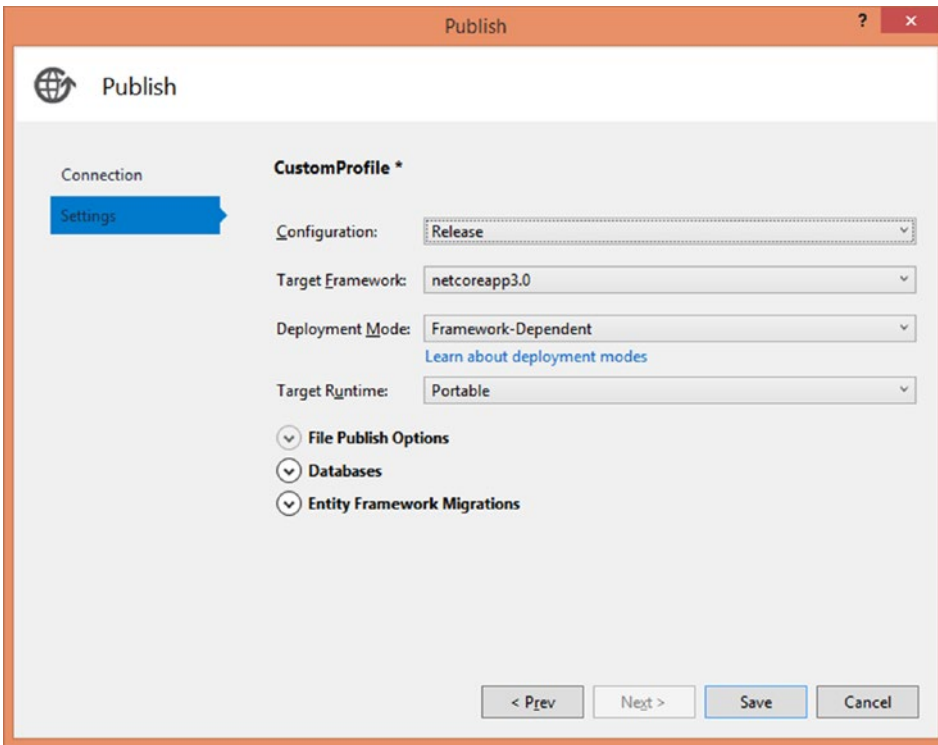 Publish
?
Publish
Connection
Settings
CustomProfile *
Configuration: Release
Target Framework: netcoreapp3.0
Deployment Mode: Framework-Dependent
Learn about deployment modes
Target Runtime: Portable
File Publish Options
Databases
Entity Framework Migrations
< Prev Next > Save Cancel